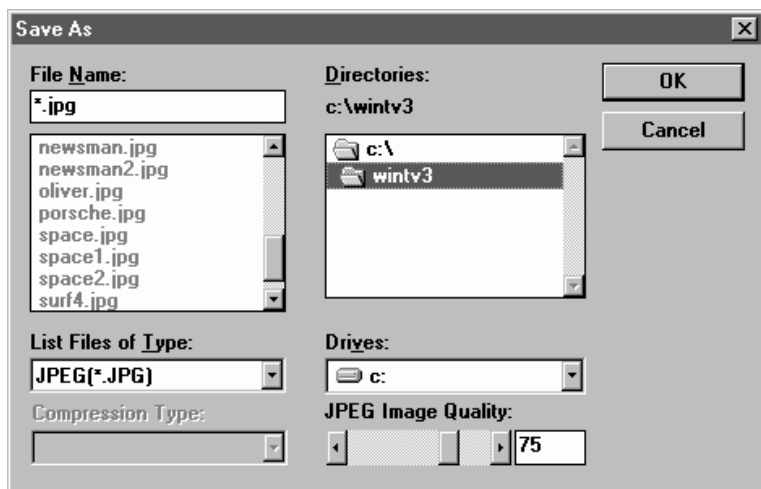 Save As
File Name:
*.jpg
newsman.jpg
newsman2.jpg
oliver.jpg
porsche.jpg
space.jpg
space1.jpg
space2.jpg
surf4.jpg
List Files of Type:
JPEG(*.JPG)
Compression Type:
Directories:
c:\wintv3
c:\
wintv3
Drives:
c:
JPEG Image Quality:
75
OK
Cancel